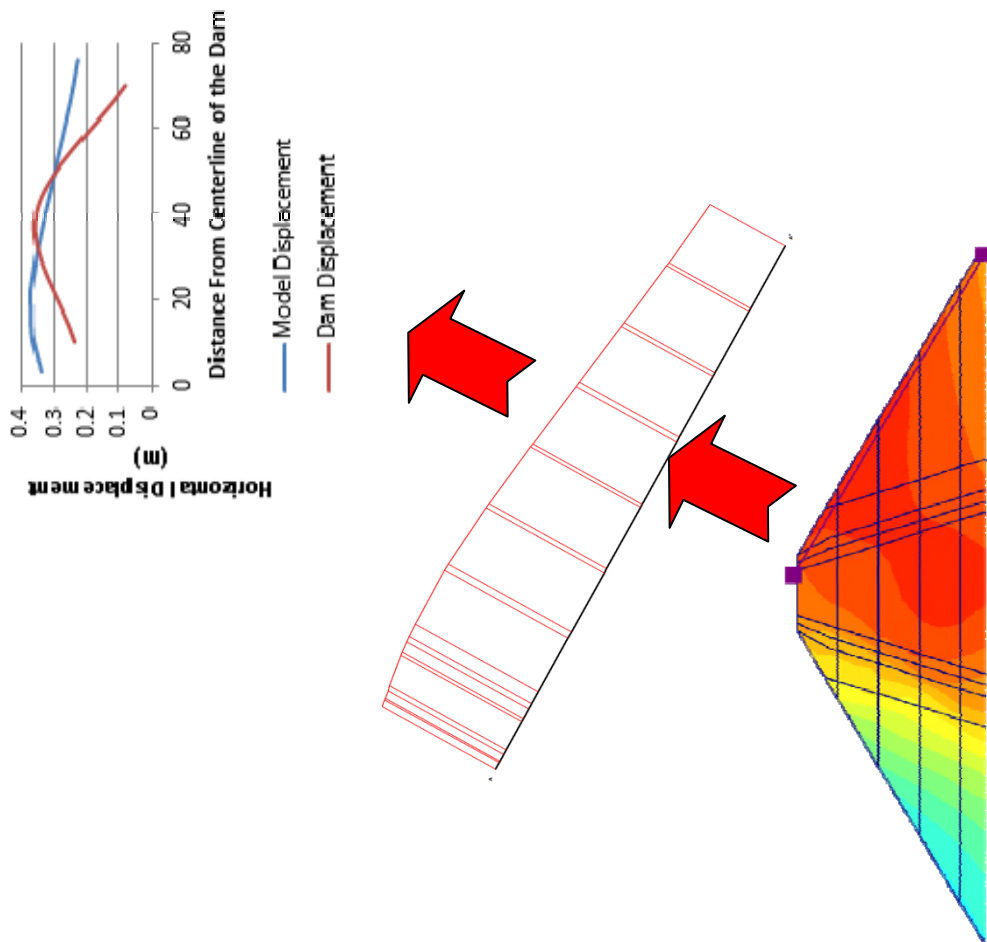 0.4
0.3
0.2
0.1
0
Horizontal Displacement
(m)
0
20
40
60
80
Distance From Centerline of the Dam
Model Displacement
Dam Displacement